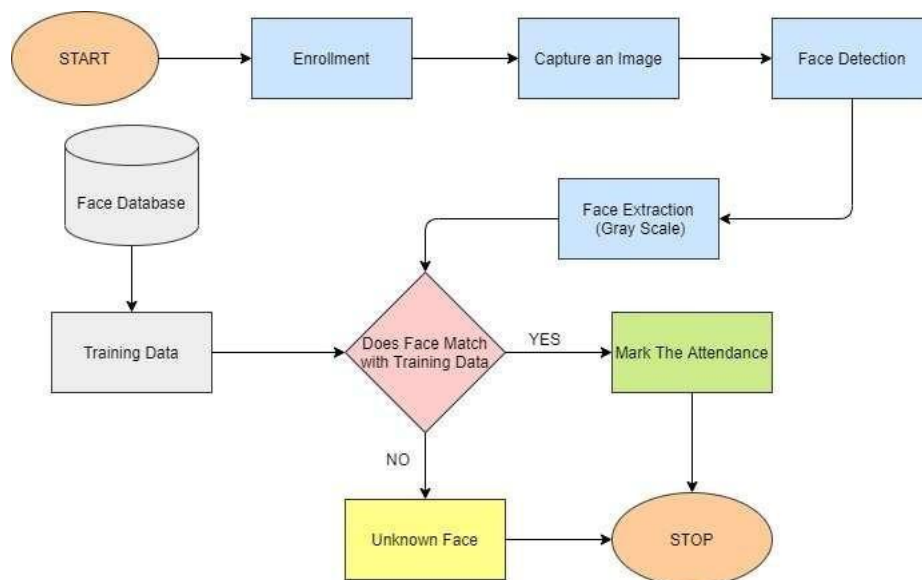 START
Enrollment
Capture an Image
Face Detection
Face Database
Face Extraction
(Gray Scale)
Training Data
Does Face Match
with Training Data
YES
Mark The Attendance
NO
Unknown Face
STOP